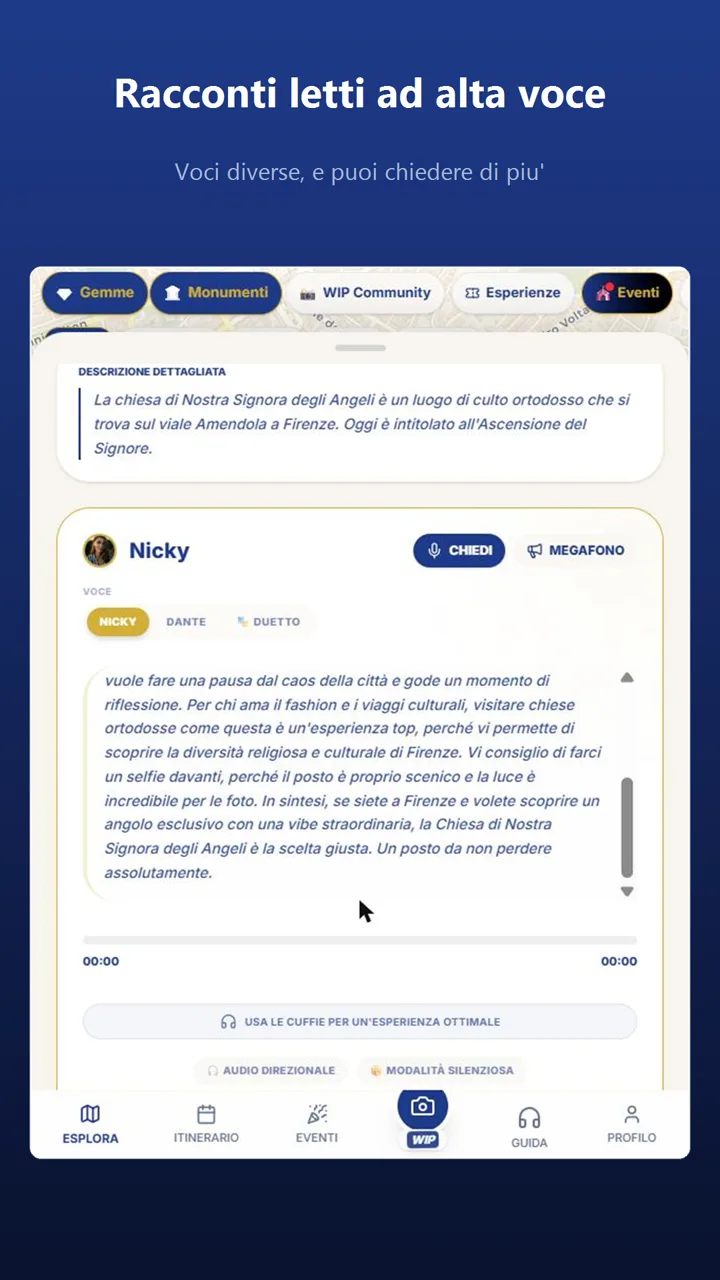 Racconti letti ad alta voce
Voci diverse, e puoi chiedere di piu'
Gemme
Monumenti
WIP Community
Esperienze
Eventi
DESCRIZIONE DETTAGLIATA
La chiesa di Nostra Signora degli Angeli è un luogo di culto ortodosso che si
trova sul viale Amendola a Firenze. Oggi è intitolato all'Ascensione del
Signore.
Nicky
CHIEDI
MEGAFONO
VOCE
NICKY
DANTE
DUETTO
vuole fare una pausa dal caos della città e gode un momento di
riflessione. Per chi ama il fashion e i viaggi culturali, visitare chiese
ortodosse come questa è un'esperienza top, perché vi permette di
scoprire la diversità religiosa e culturale di Firenze. Vi consiglio di farci
un selfie davanti, perché il posto è proprio scenico e la luce è
incredibile per le foto. In sintesi, se siete a Firenze e volete scoprire un
angolo esclusivo con una vibe straordinaria, la Chiesa di Nostra
Signora degli Angeli è la scelta giusta. Un posto da non perdere
assolutamente.
00:00
00:00
USA LE CUFFIE PER UN'ESPERIENZA OTTIMALE
AUDIO DIREZIONALE
MODALITÀ SILENZIOSA
ESPLORA
ITINERARIO
EVENTI
WIP
GUIDA
PROFILO